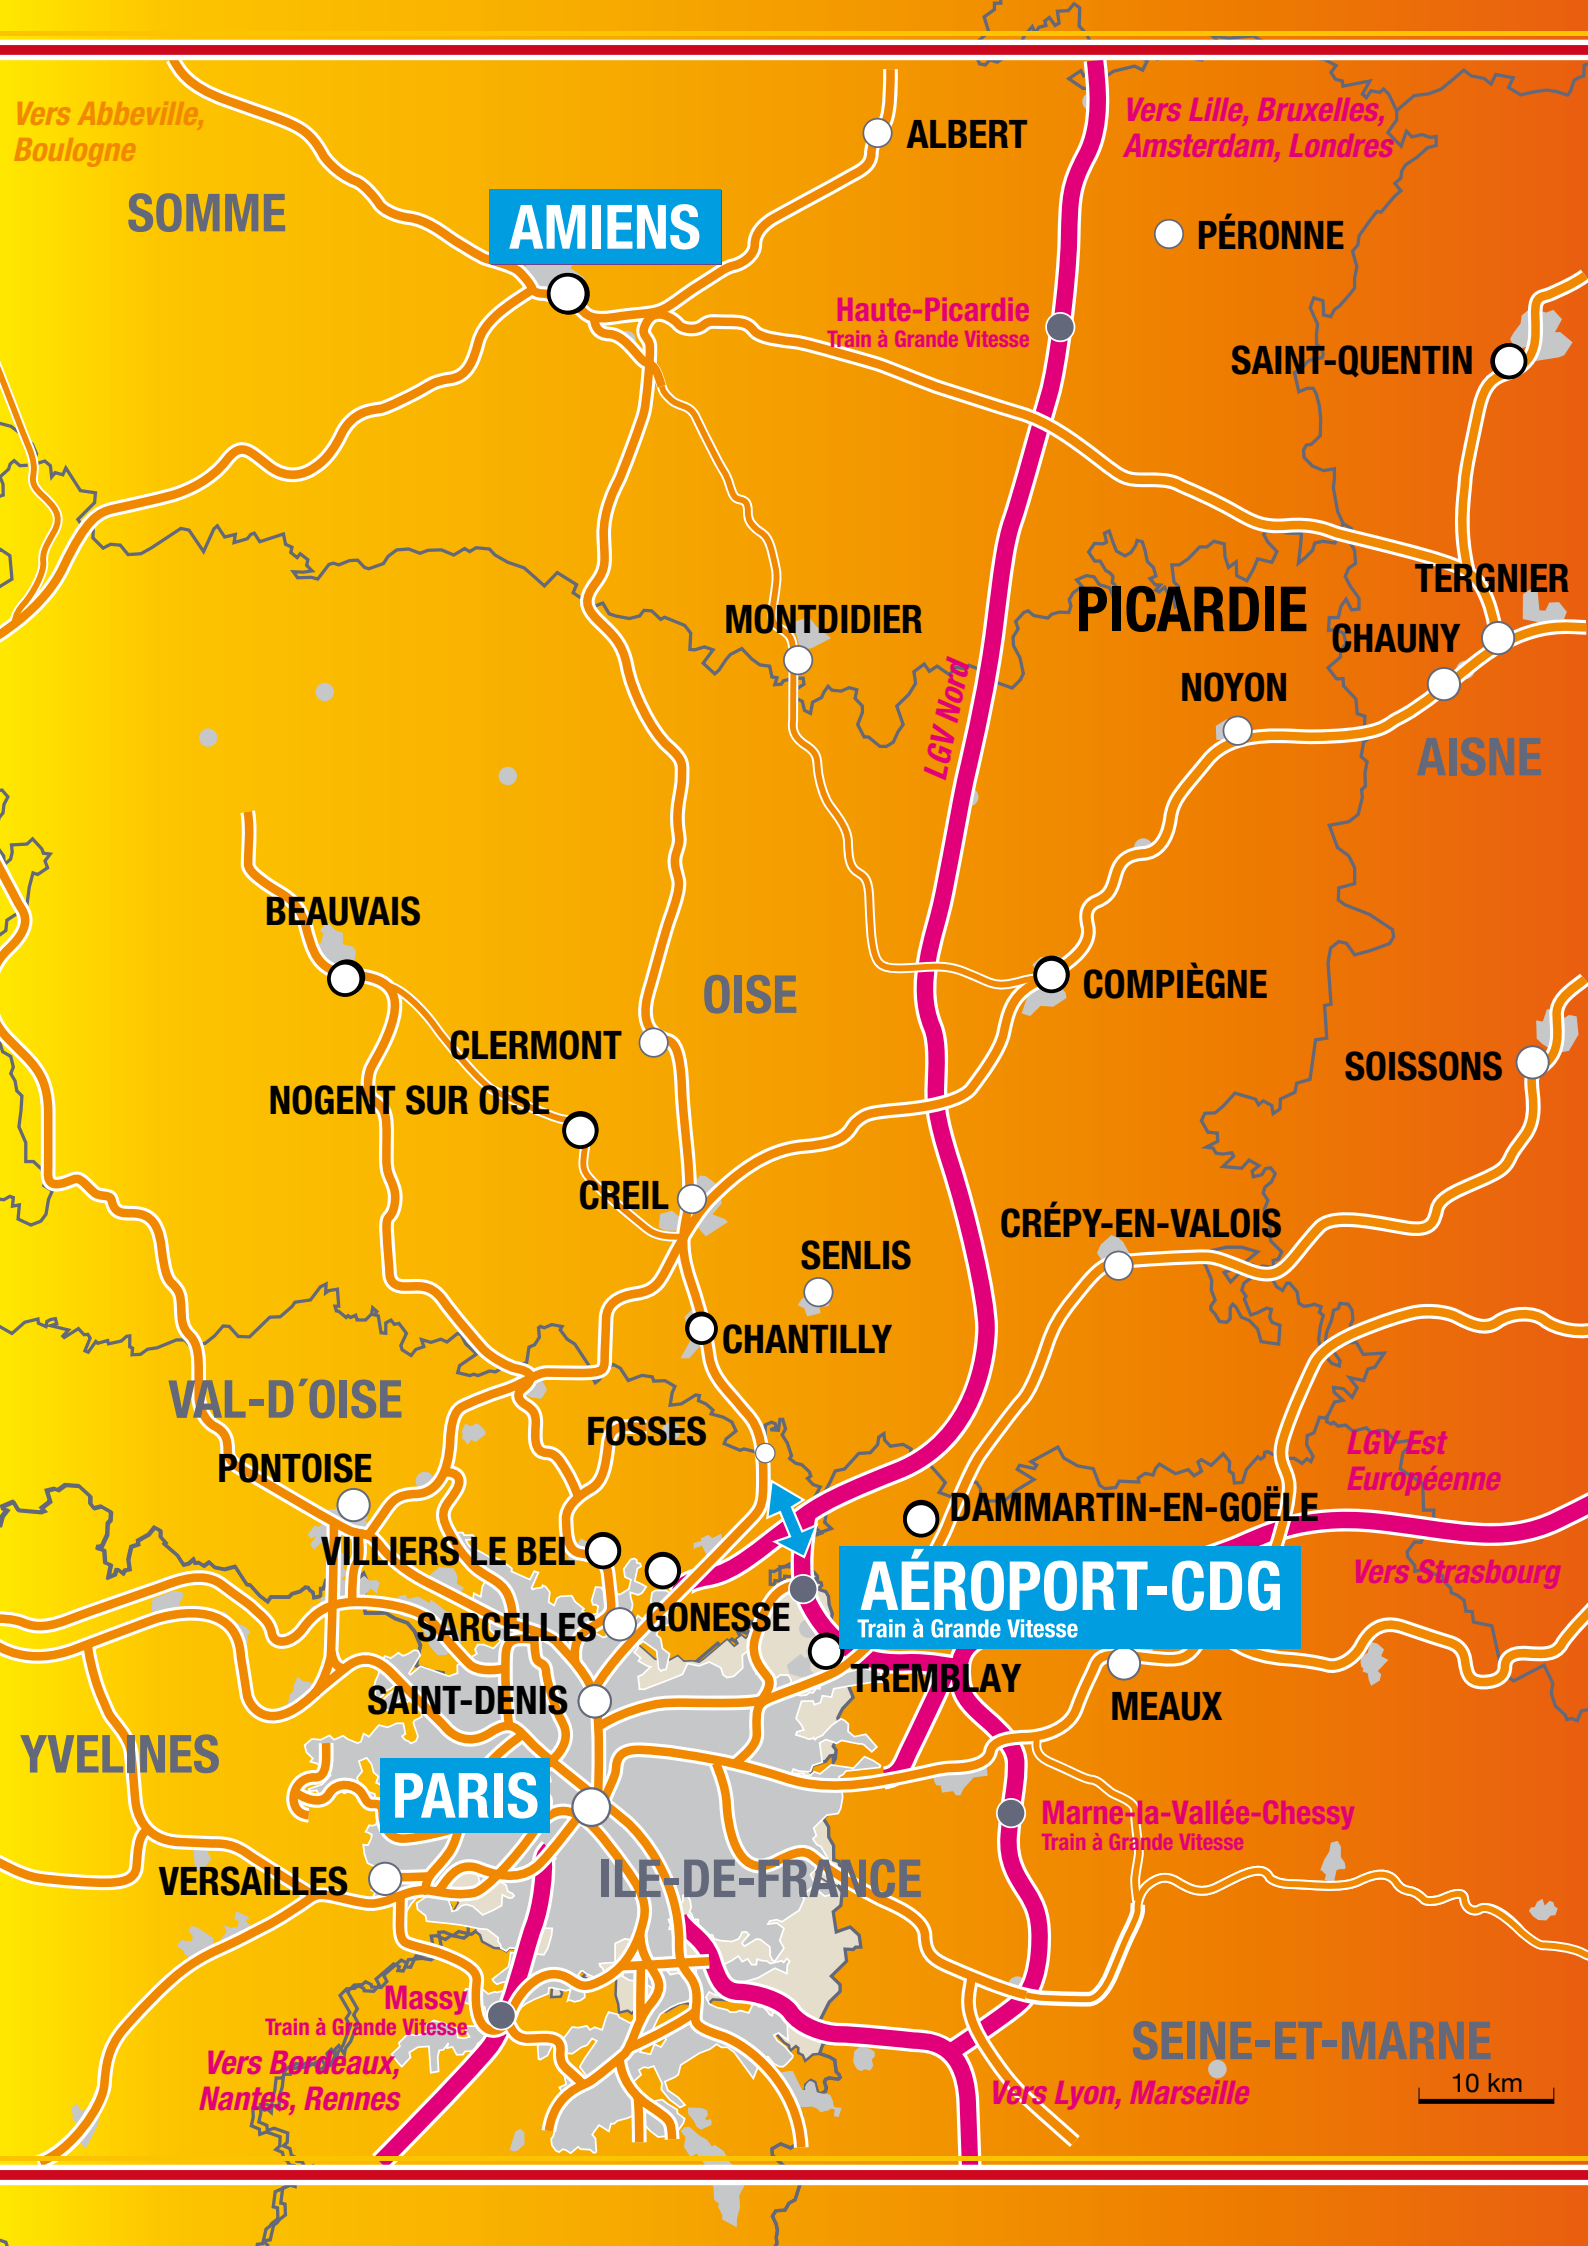 Vers Abbeville,
Boulogne
ALBERT
Vers Lille, Bruxelles,
Amsterdam, Londres
SOMME
AMIENS
PÉRONNE
Haute-Picardie
Train à Grande Vitesse
SAINT-QUENTIN
TERGNIER
MONTDIDIER
PICARDIE
CHAUNY
NOYON
LGV Nord
AISNE
BEAUVAIS
OISE
COMPIÈGNE
CLERMONT
SOISSONS
NOGENT SUR OISE
CREIL
CRÉPY-EN-VALOIS
SENLIS
CHANTILLY
VAL-D´OISE
FOSSES
LGV Est
Européenne
PONTOISE
DAMMARTIN-EN-GOËLE
VILLIERS LE BEL
AÉROPORT-CDG
Train à Grande Vitesse
Vers Strasbourg
SARCELLES
GONESSE
TREMBLAY
SAINT-DENIS
MEAUX
YVELINES
PARIS
Marne-la-Vallée-Chessy
Train à Grande Vitesse
VERSAILLES
ILE-DE-FRANCE
Massy
Train à Grande Vitesse
Vers Bordeaux,
Nantes, Rennes
SEINE-ET-MARNE
Vers Lyon, Marseille
10 km